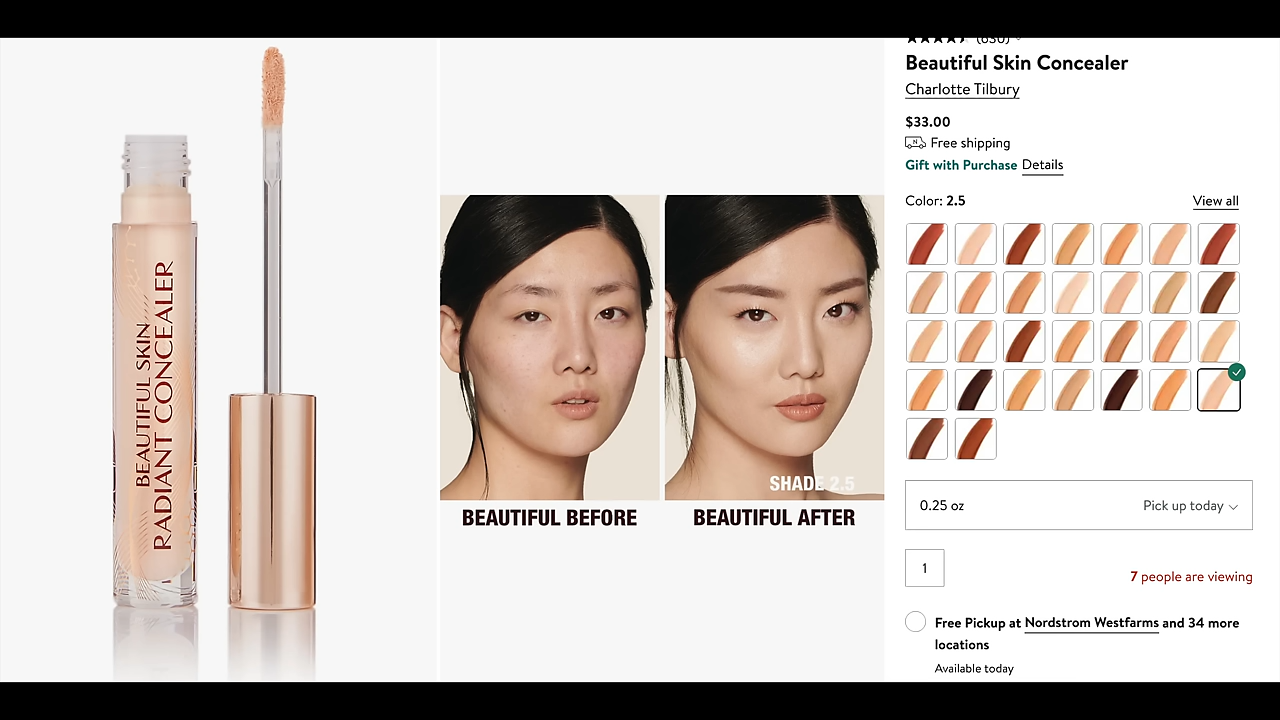 BEAUTIFUL SKIN
RADIANT CONCEALER
SHADE 2.5
BEAUTIFUL BEFORE
BEAUTIFUL AFTER
(630)
Beautiful Skin Concealer
Charlotte Tilbury
$33.00
Free shipping
Gift with Purchase Details
Color: 2.5
View all
0.25 oz
Pick up today
1
7 people are viewing
Free Pickup at Nordstrom Westfarms and 34 more
locations
Available today